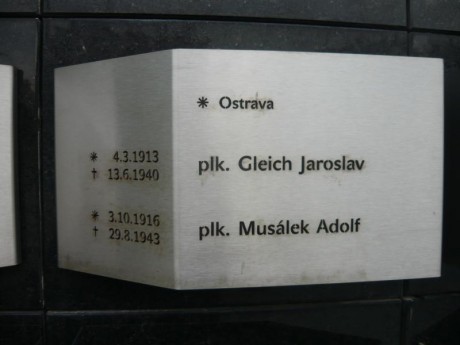 * Ostrava
* 4.3.1913
† 13.6.1940
plk. Gleich Jaroslav
* 3.10.1916
† 29.8.1943
plk. Musálek Adolf